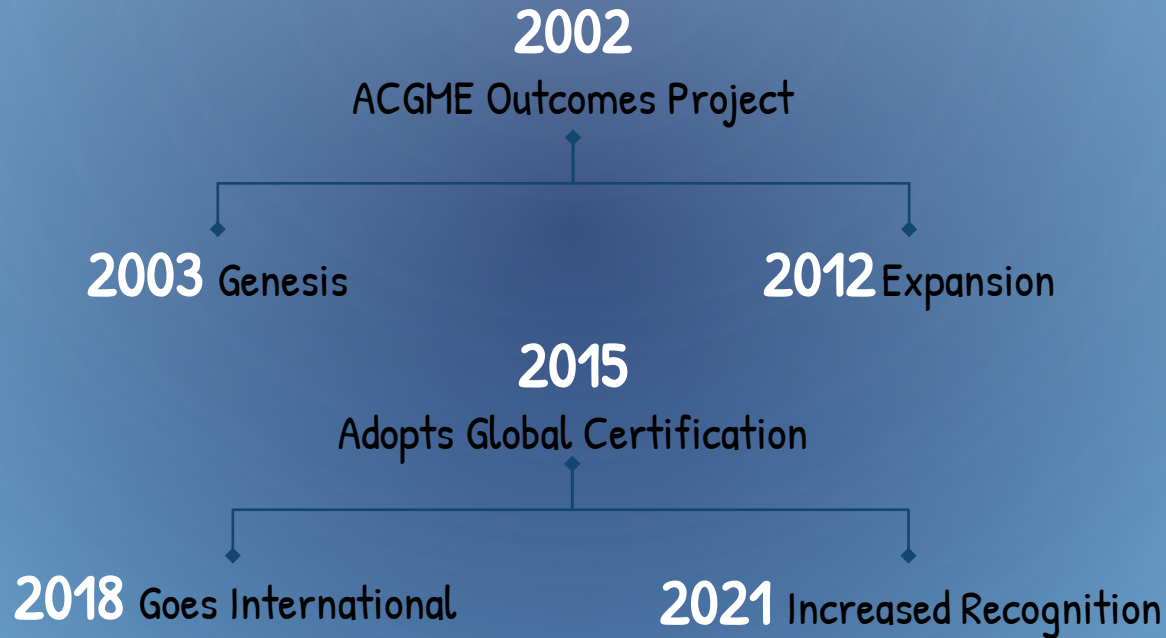 2002
ACGME Outcomes Project
2003 Genesis
2012 Expansion
2015
Adopts Global Certification
2018 Goes International
2021 Increased Recognition